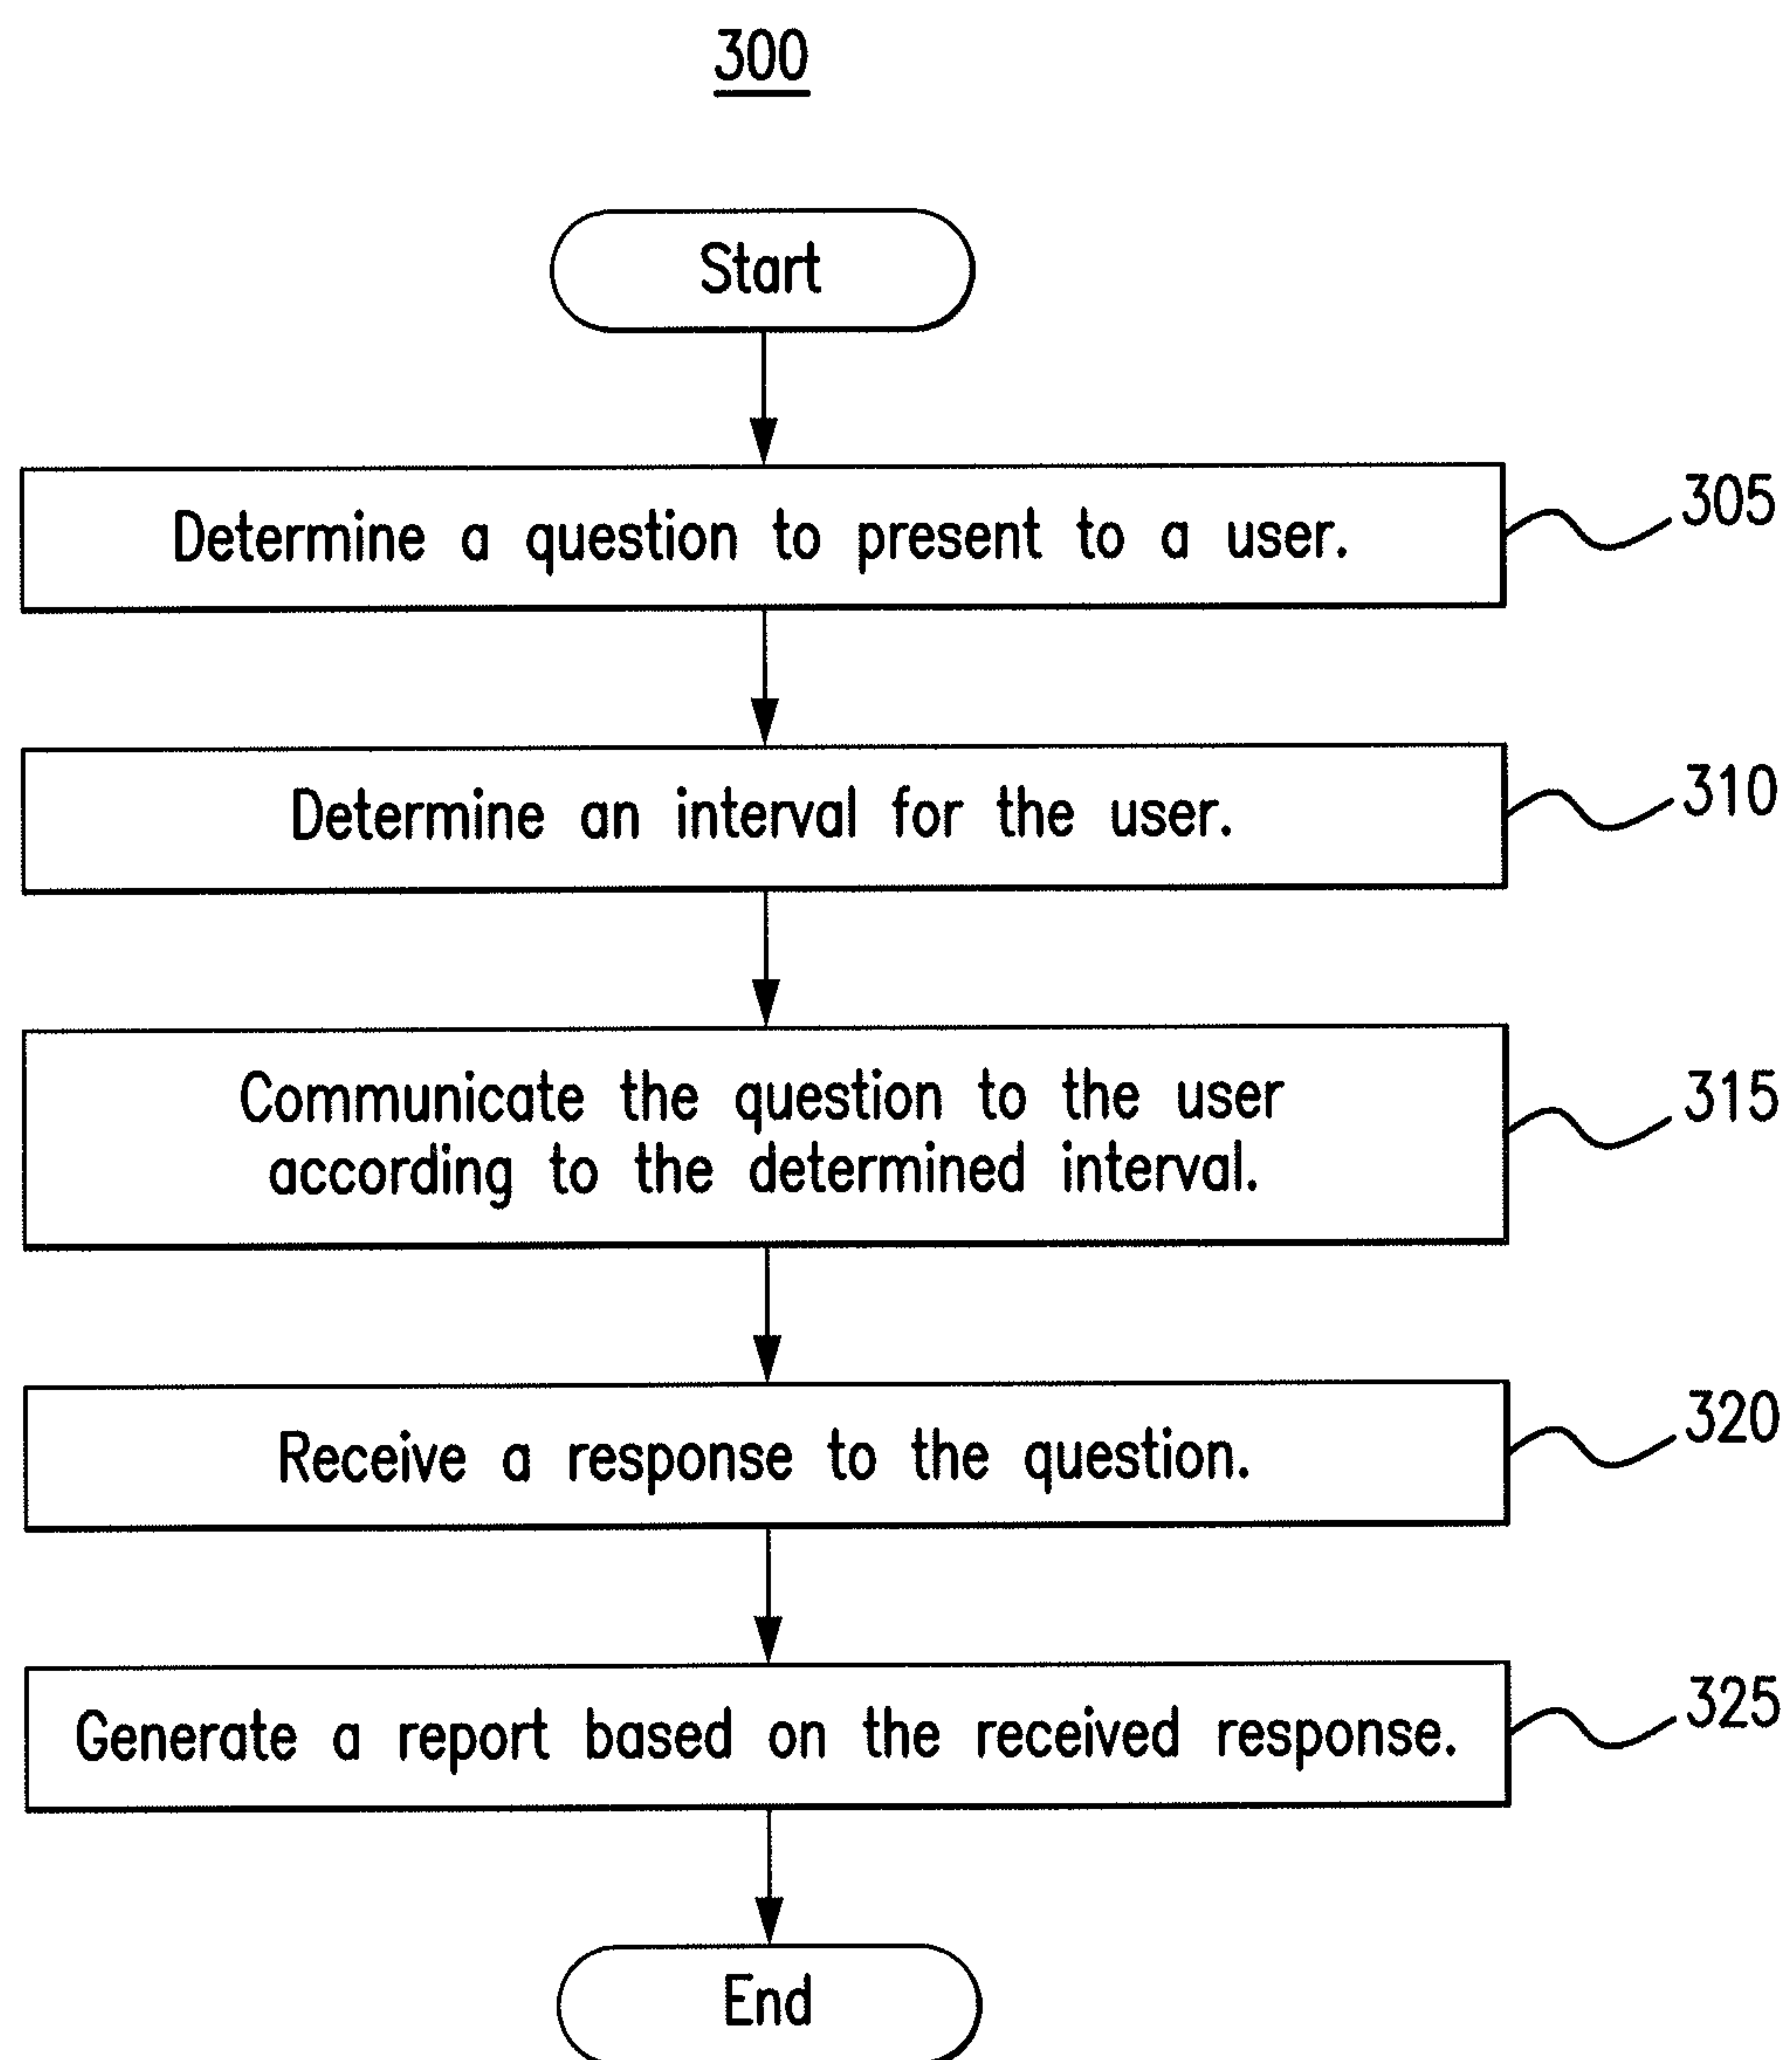 300
Start
Determine a question to present to a user.
305
Determine an interval for the user.
310
Communicate the question to the user
according to the determined interval.
315
Receive a response to the question.
320
Generate a report based on the received response.
325
End